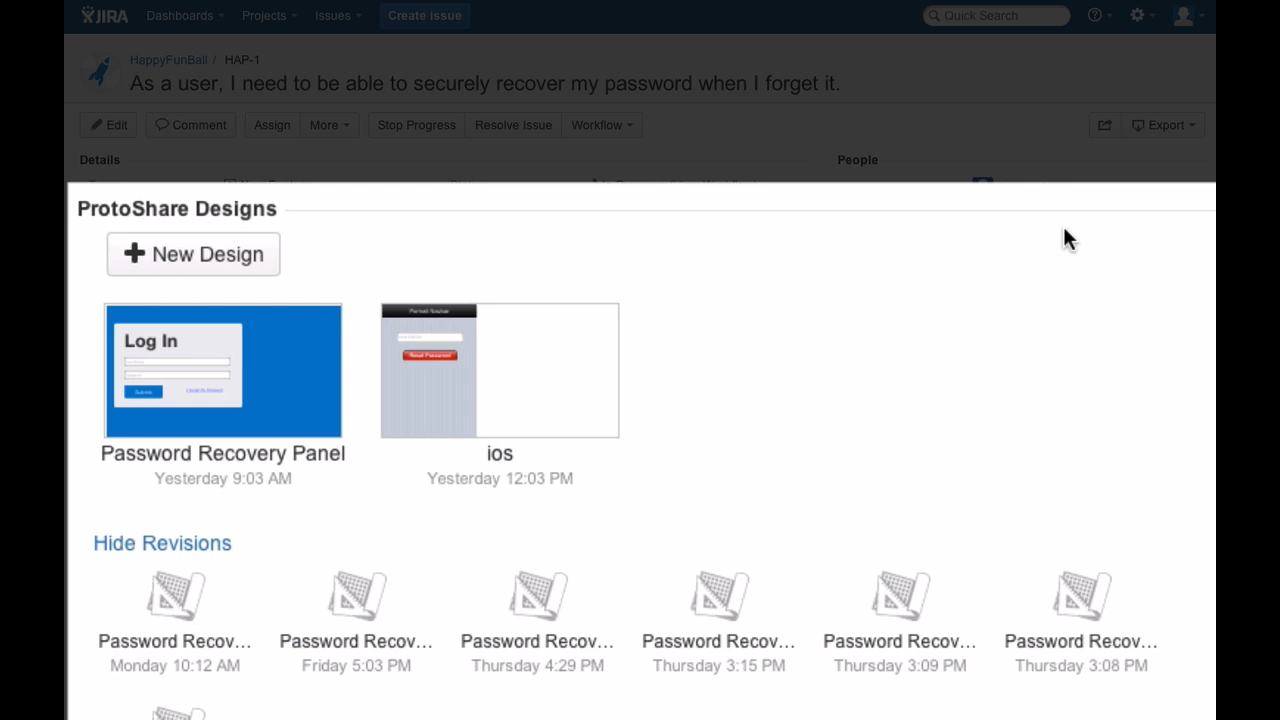 JIRA Dashboards Projects Issues Create issue Quick Search
HappyFunBall / HAP-1
As a user, I need to be able to securely recover my password when I forget it.
Edit Comment Assign More Stop Progress Resolve Issue Workflow Export
Details People
ProtoShare Designs
New Design
Log In
Submit
Reset Password
Password Recovery Panel ios
Yesterday 9:03 AM Yesterday 12:03 PM
Hide Revisions
Password Recov... Password Recov... Password Recov... Password Recov... Password Recov... Password Recov...
Monday 10:12 AM Friday 5:03 PM Thursday 4:29 PM Thursday 3:15 PM Thursday 3:09 PM Thursday 3:08 PM